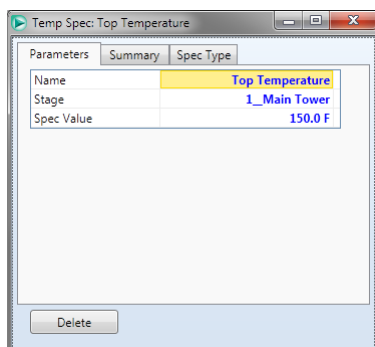 Temp Spec: Top Temperature
Parameters Summary Spec Type
Name Top Temperature
Stage 1__Main Tower
Spec Value 150.0 F
Delete